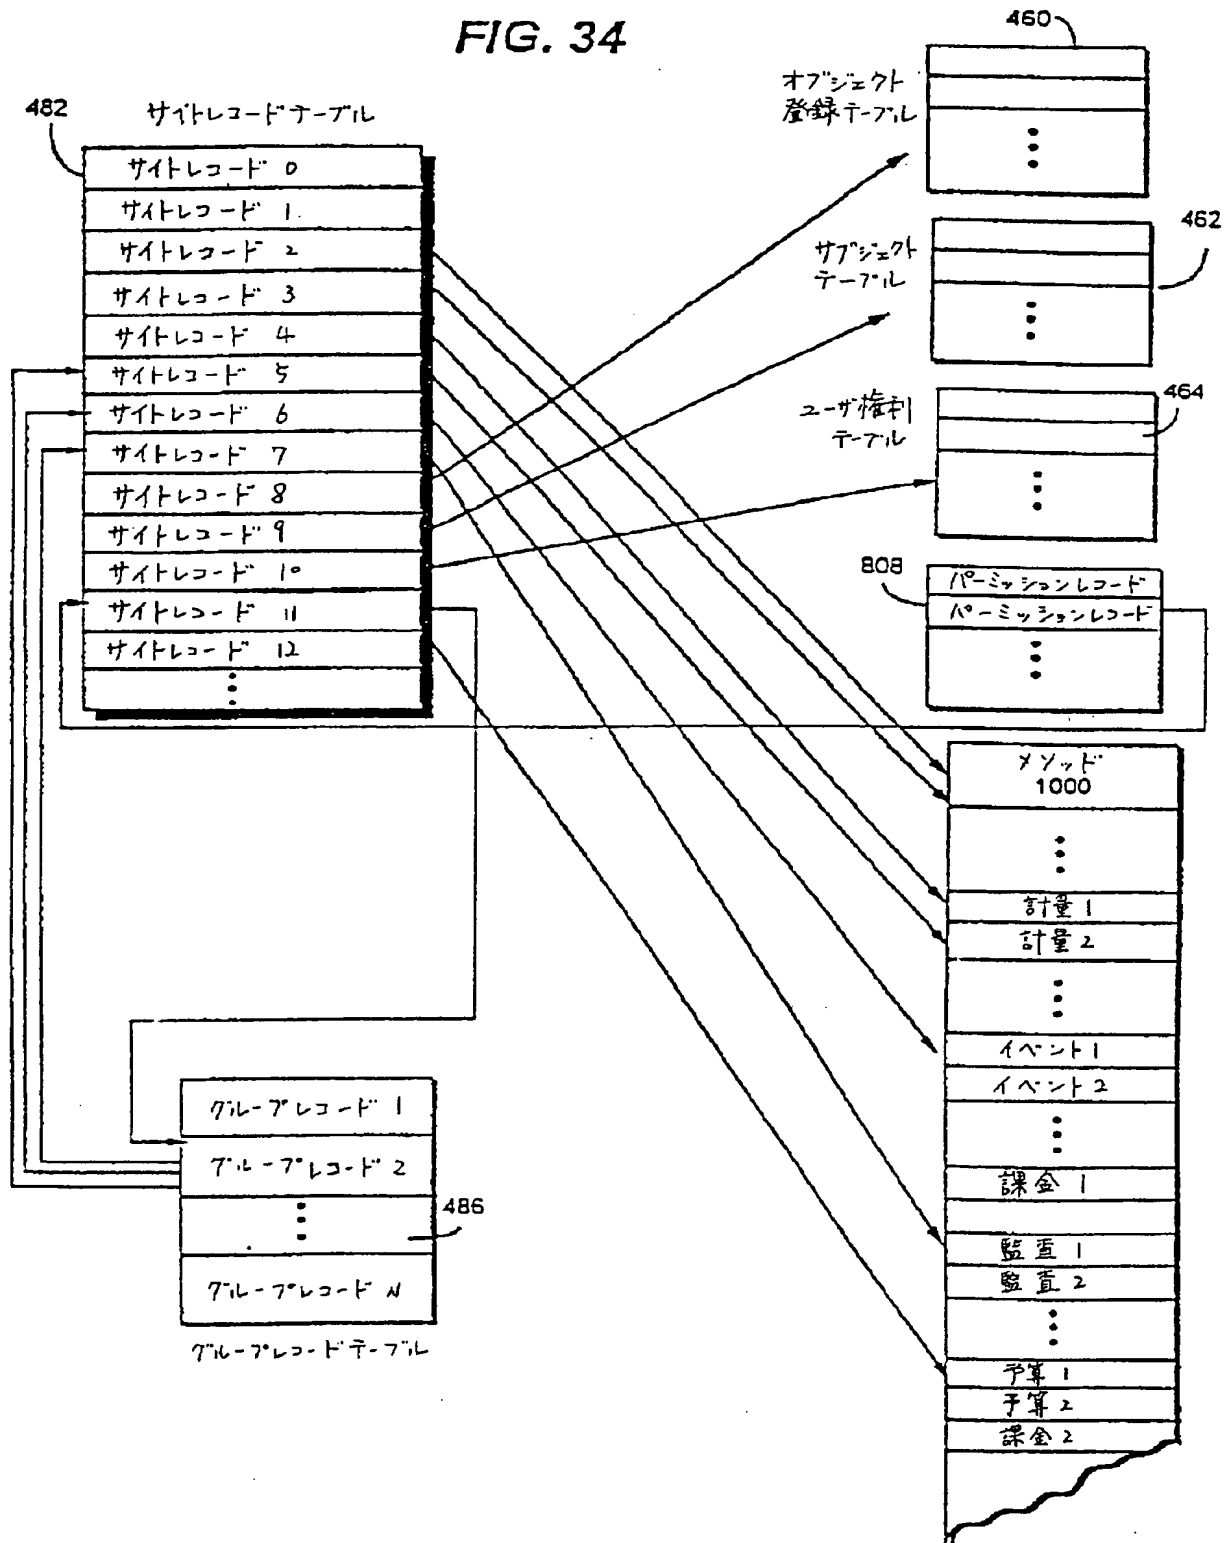 FIG. 34
482
サイトレコードテーブル
サイトレコード 0
サイトレコード 1
サイトレコード 2
サイトレコード 3
サイトレコード 4
サイトレコード 5
サイトレコード 6
サイトレコード 7
サイトレコード 8
サイトレコード 9
サイトレコード 10
サイトレコード 11
サイトレコード 12
460
オブジェクト
登録テーブル
462
サブジェクト
テーブル
464
ユーザ権利
テーブル
808
パーミッションレコード
パーミッションレコード
メソッド
1000
計量 1
計量 2
イベント 1
イベント 2
課金 1
監査 1
監査 2
予算 1
予算 2
課金 2
グループレコード 1
グループレコード 2
486
グループレコード N
グループレコードテーブル